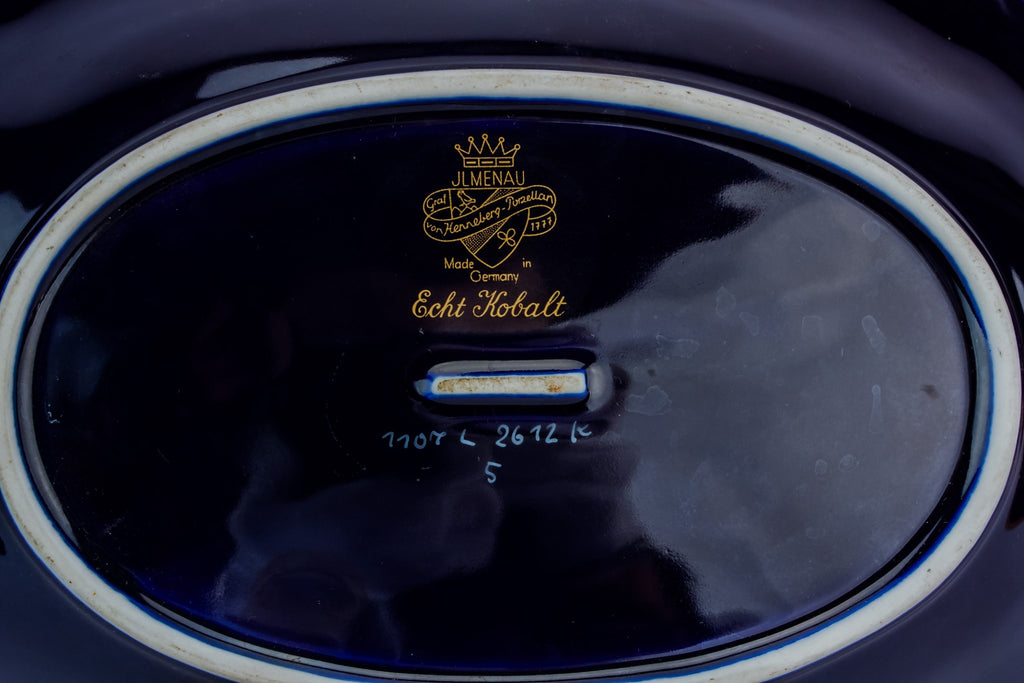 JLMENAU
Graf
von Henneberg-Porzellan
1777
Made in
Germany
Echt Kobalt
1107 L 2612 K
5